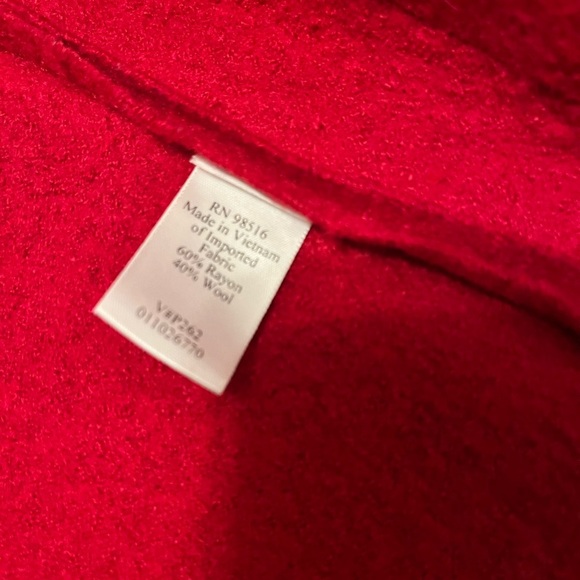 RN 98516
Made in Vietnam
of Imported
Fabric
60% Rayon
40% Wool
V#P262
011026770